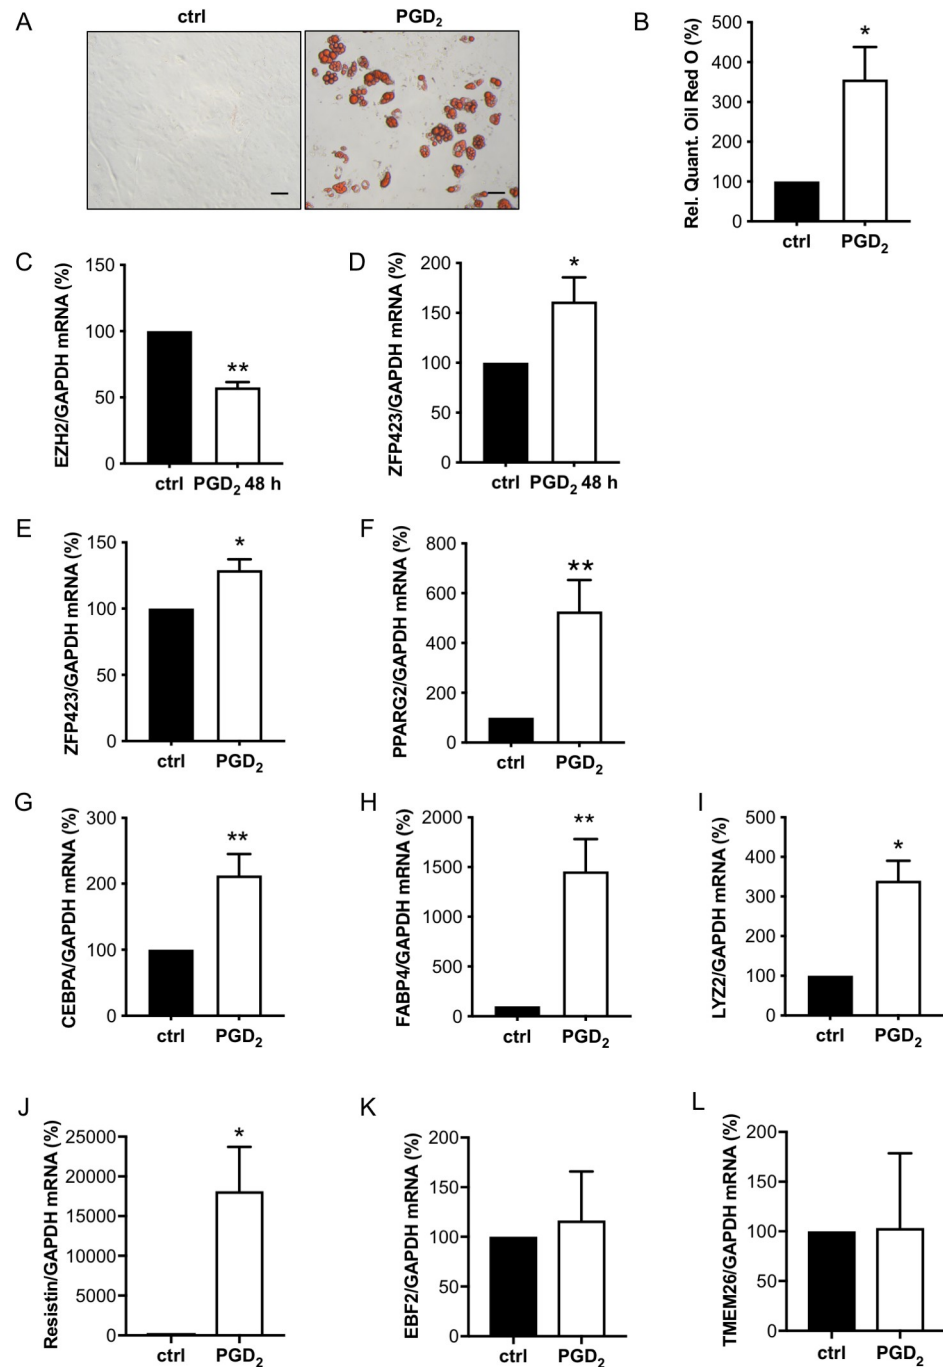 A
ctrl
PGD₂
B
Rel. Quant. Oil Red O (%)
500
400
300
200
100
0
*
ctrl
PGD₂
C
EZH2/GAPDH mRNA (%)
150
100
50
0
**
ctrl
PGD₂ 48 h
D
ZFP423/GAPDH mRNA (%)
200
150
100
50
0
*
ctrl
PGD₂ 48 h
E
ZFP423/GAPDH mRNA (%)
150
100
50
0
*
ctrl
PGD₂
F
PPARG2/GAPDH mRNA (%)
800
600
400
200
0
**
ctrl
PGD₂
G
CEBPA/GAPDH mRNA (%)
300
200
100
0
**
ctrl
PGD₂
H
FABP4/GAPDH mRNA (%)
2000
1500
1000
500
0
**
ctrl
PGD₂
I
LYZ2/GAPDH mRNA (%)
500
400
300
200
100
0
*
ctrl
PGD₂
J
Resistin/GAPDH mRNA (%)
25000
20000
15000
10000
5000
0
*
ctrl
PGD₂
K
EBF2/GAPDH mRNA (%)
200
150
100
50
0
ctrl
PGD₂
L
TMEM26/GAPDH mRNA (%)
200
150
100
50
0
ctrl
PGD₂